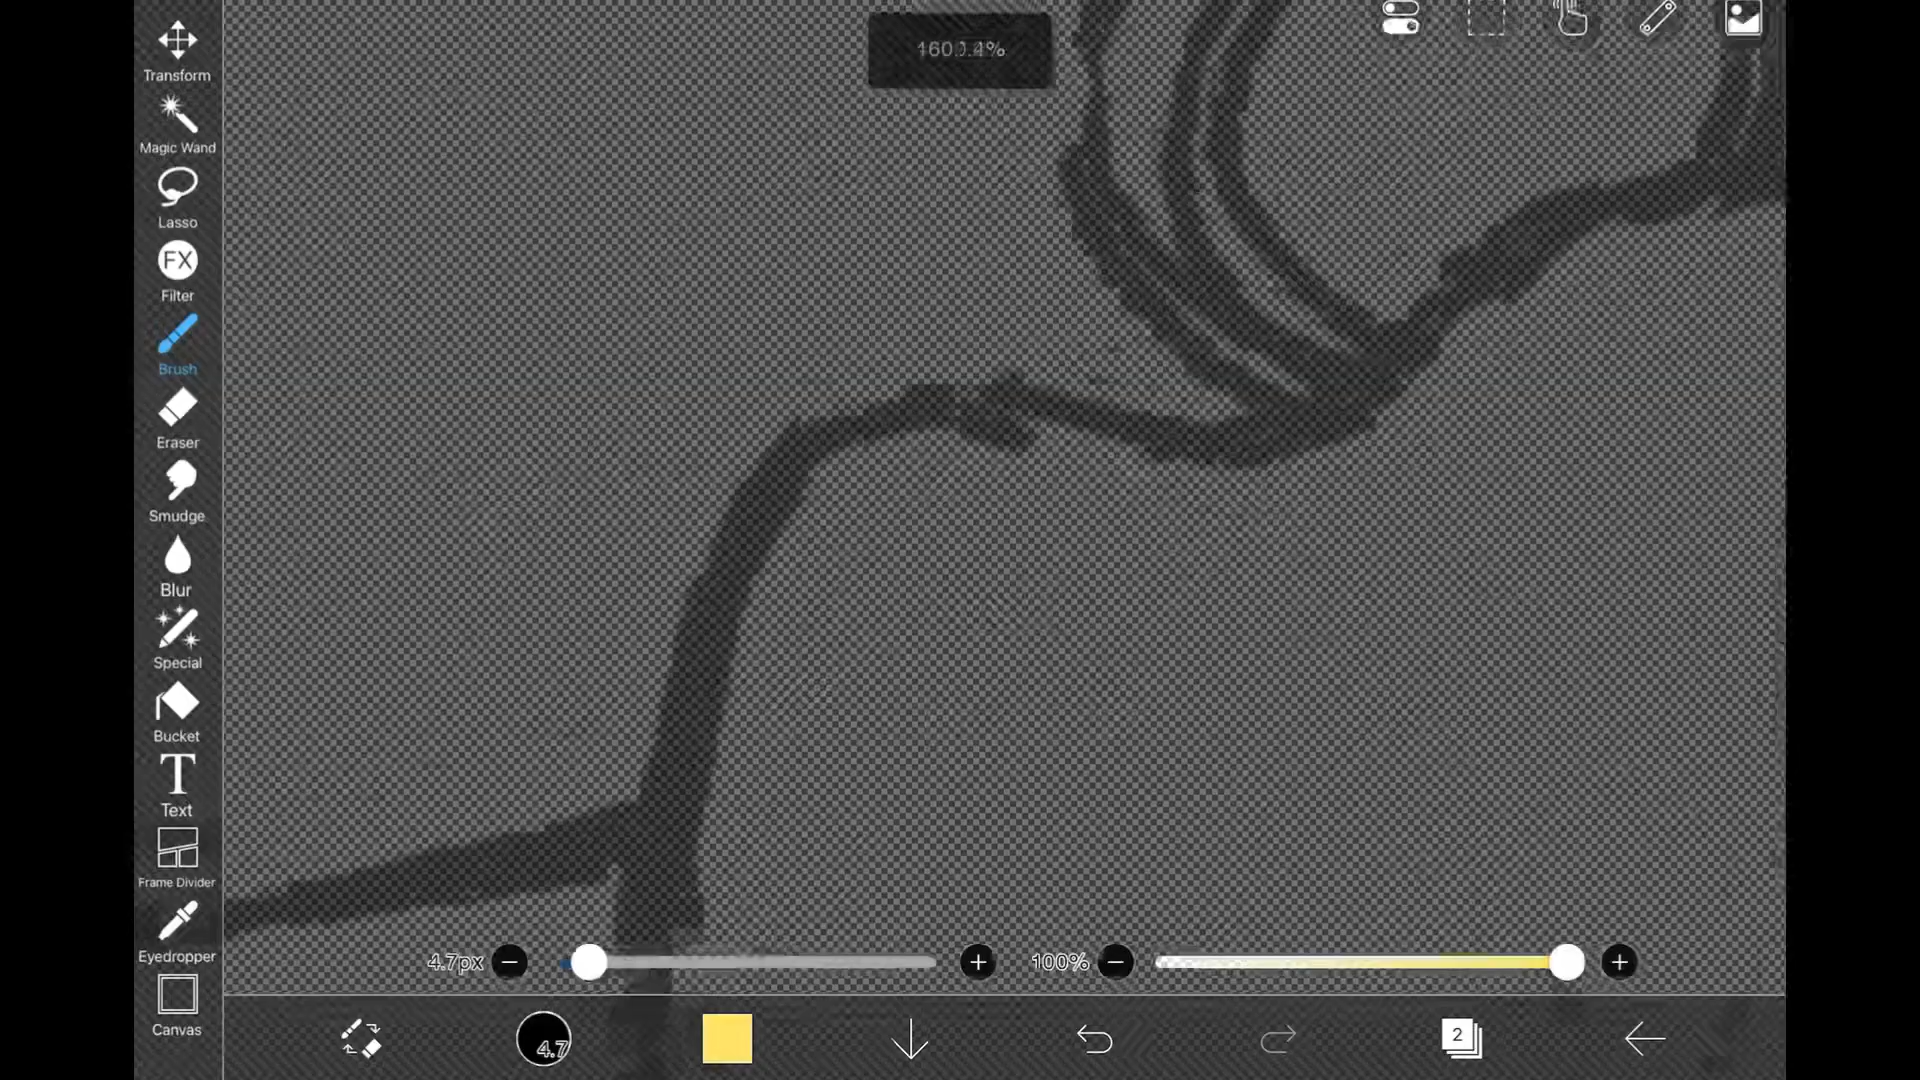 Transform
Magic Wand
Lasso
FX
Filter
Brush
Eraser
Smudge
Blur
Special
Bucket
T
Text
Frame Divider
Eyedropper
Canvas
4.7px
100%
4.7
2